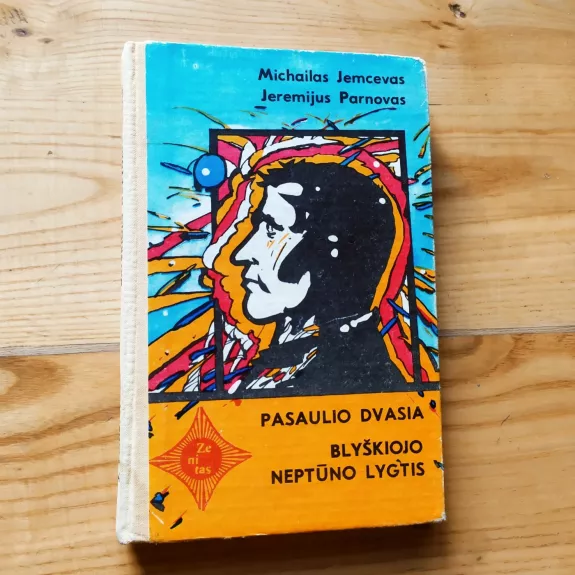 Michailas Jemcevas
Jeremijus Parnovas
PASAULIO DVASIA
BLYŠKIOJO
NEPTŪNO LYGTIS
Ze
ni
tas